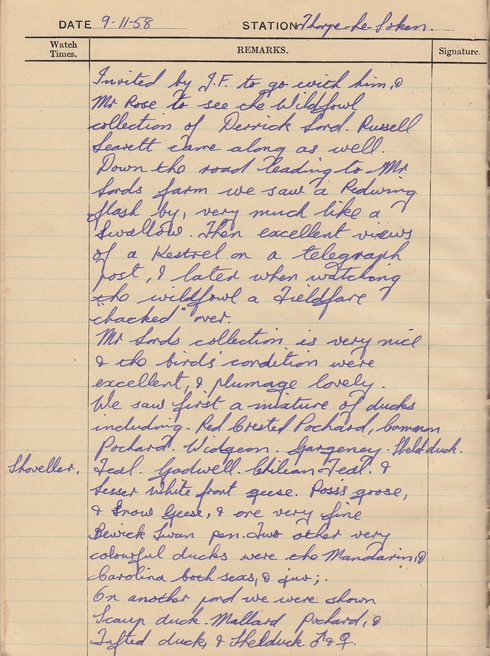 DATE 9-11-58 STATION Thorpe-le-Soken.
Watch Times. REMARKS. Signature.
Invited by J.F. to go with him, &
Mr Rose to see the Wildfowl
collection of Derrick Lord. Russell
Leavett came along as well.
Down the road leading to Mr
Lords farm we saw a Redwing
flash by, very much like a
Swallow. Then excellent views
of a Kestrel on a telegraph
post, & later when watching
the wildfowl a Fieldfare
"chacked" over.
Mr Lords collection is very nice
& the birds' condition were
excellent, & plumage lovely.
We saw first a mixture of ducks
including. Red Crested Pochard, Common
Pochard. Widgeon. Gargeney. Shelduck.
Shoveller. Teal. Gadwell. Chilian-Teal. &
Lesser White front geese. Ross's goose,
& Snow Geese, & one very fine
Bewick Swan pen. Two other very
colourful ducks were the Mandarin, &
Carolina both sexs, & juv;.
On another pond we were shown
Scaup duck. Mallard Pochard, &
Tufted duck, & Shelduck ♂ & ♀.